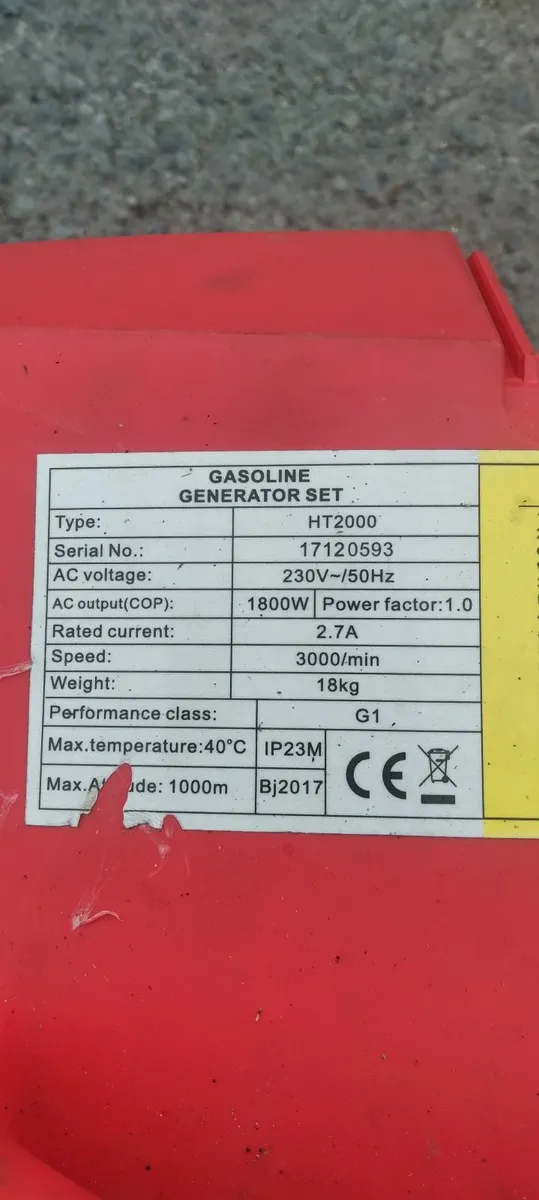 GASOLINE
GENERATOR SET
Type: HT2000
Serial No.: 17120593
AC voltage: 230V~/50Hz
AC output(COP): 1800W Power factor:1.0
Rated current: 2.7A
Speed: 3000/min
Weight: 18kg
Performance class: G1
Max.temperature:40°C IP23M
Max. 1000m Bj2017
CE